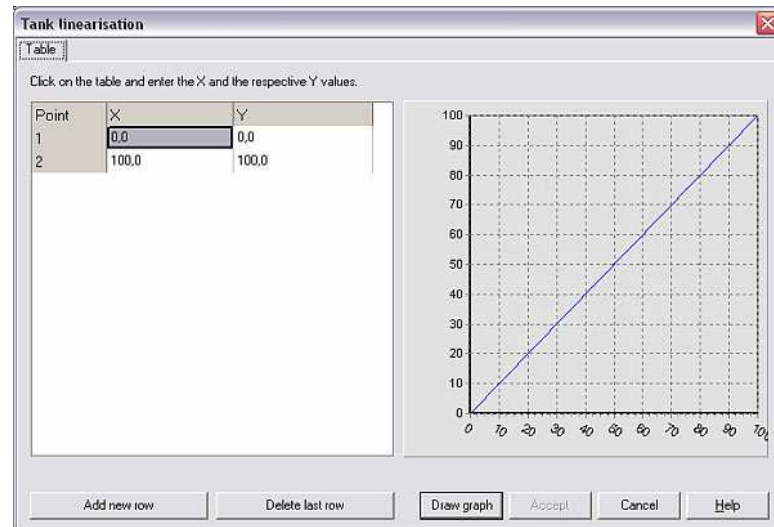 Tank linearisation
Table
Click on the table and enter the X and the respective Y values.
Point X Y
1 0,0 0,0
2 100,0 100,0
100
90
80
70
60
50
40
30
20
10
0
0 10 20 30 40 50 60 70 80 90 100
Add new row Delete last row Draw graph Accept Cancel Help